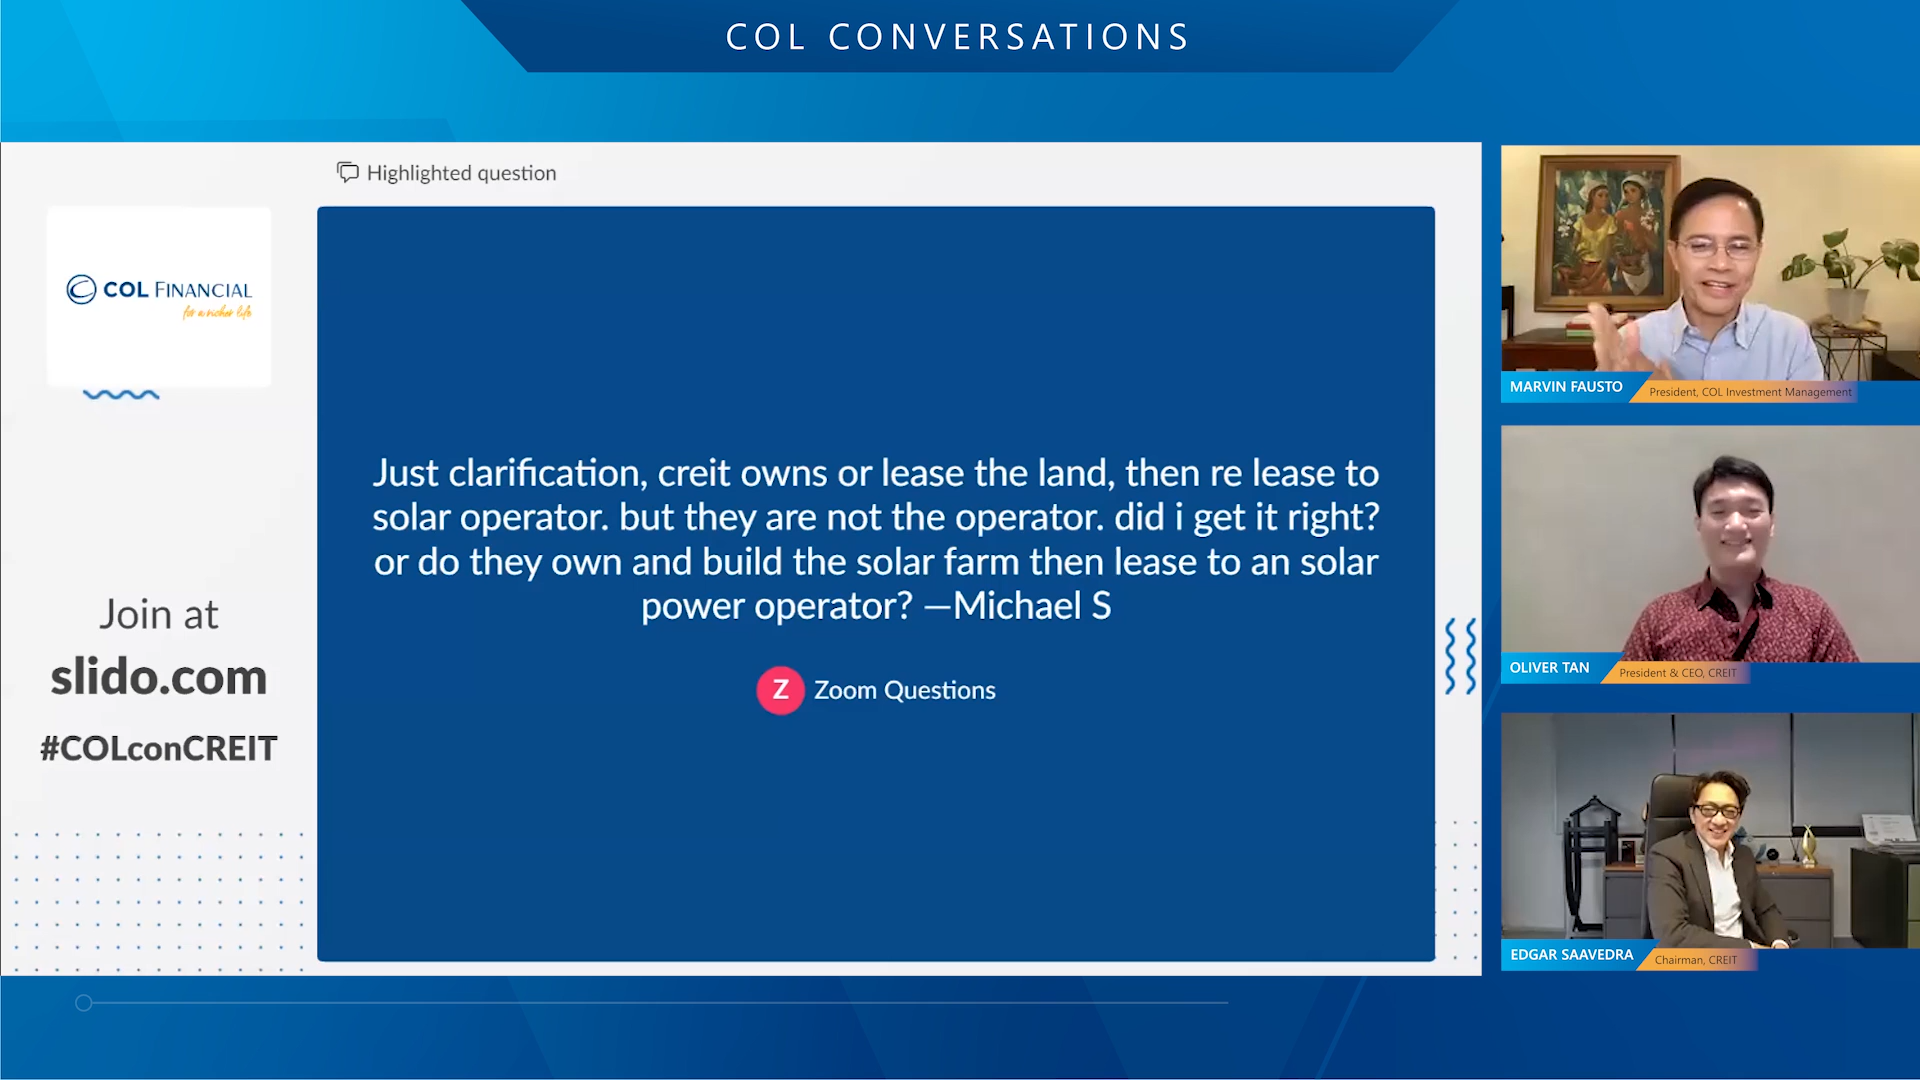 COL CONVERSATIONS
Highlighted question
COL FINANCIAL
for a richer life
Just clarification, creit owns or lease the land, then re lease to
solar operator. but they are not the operator. did i get it right?
or do they own and build the solar farm then lease to an solar
power operator? —Michael S
Z Zoom Questions
Join at
slido.com
#COLconCREIT
MARVIN FAUSTO
President, COL Investment Management
OLIVER TAN
President & CEO, CREIT
EDGAR SAAVEDRA
Chairman, CREIT